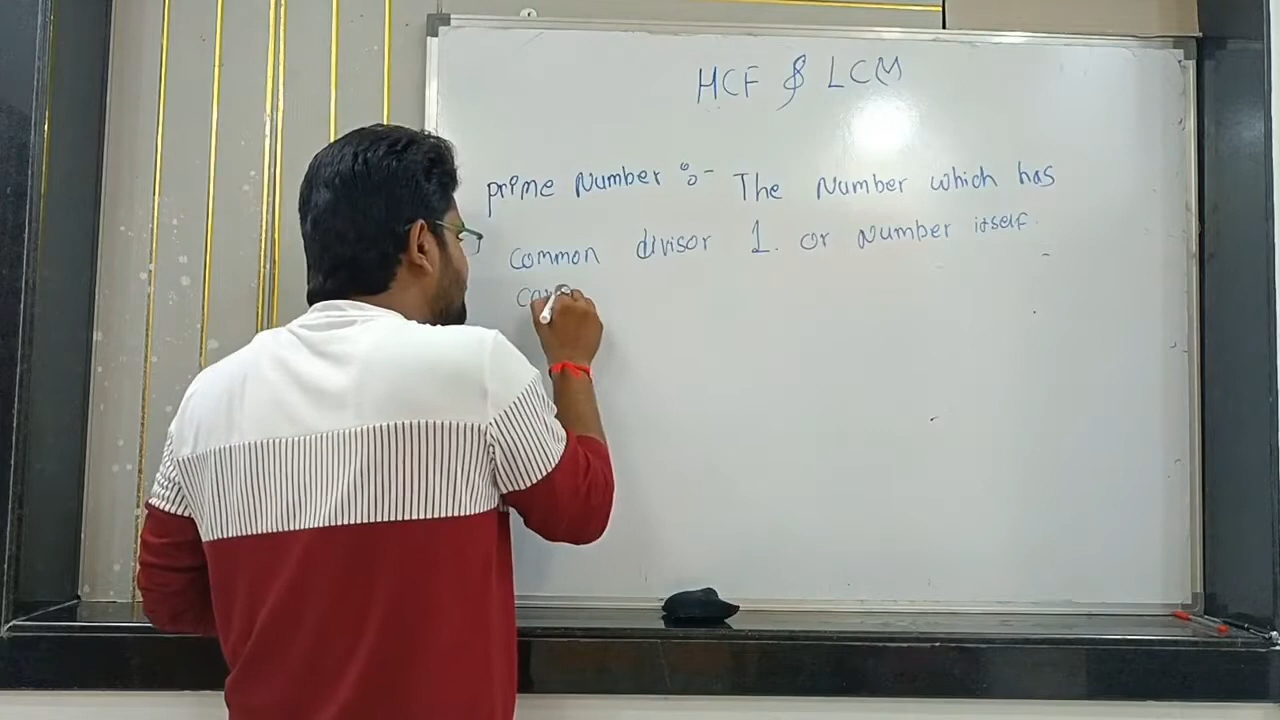 HCF & LCM
prime Number :- The Number which has
common divisor 1. or Number itself.